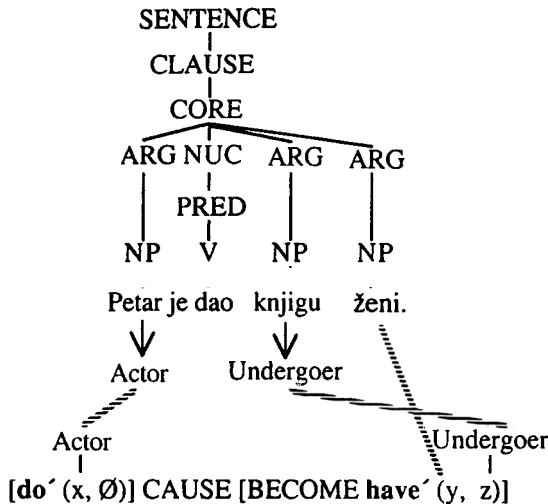 SENTENCE
CLAUSE
CORE
ARG NUC ARG ARG
PRED
NP V NP NP
Petar je dao knjigu ženi.
Actor Undergoer
Actor Undergoer
[do´ (x, Ø)] CAUSE [BECOME have´ (y, z)]